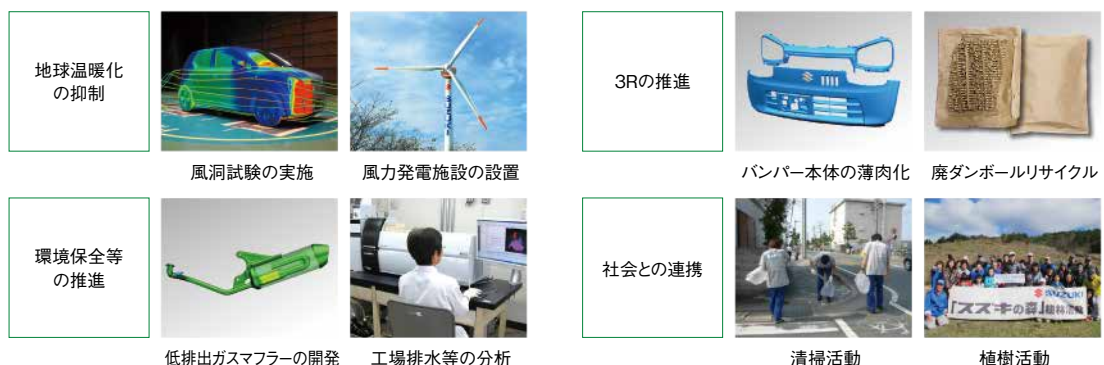 地球温暖化
の抑制
風洞試験の実施
SUZUKI
風力発電施設の設置
3Rの推進
バンパー本体の薄肉化
廃ダンボールリサイクル
環境保全等
の推進
低排出ガスマフラーの開発
工場排水等の分析
社会との連携
清掃活動
SUZUKI
「スズキの森」植林活動
植樹活動